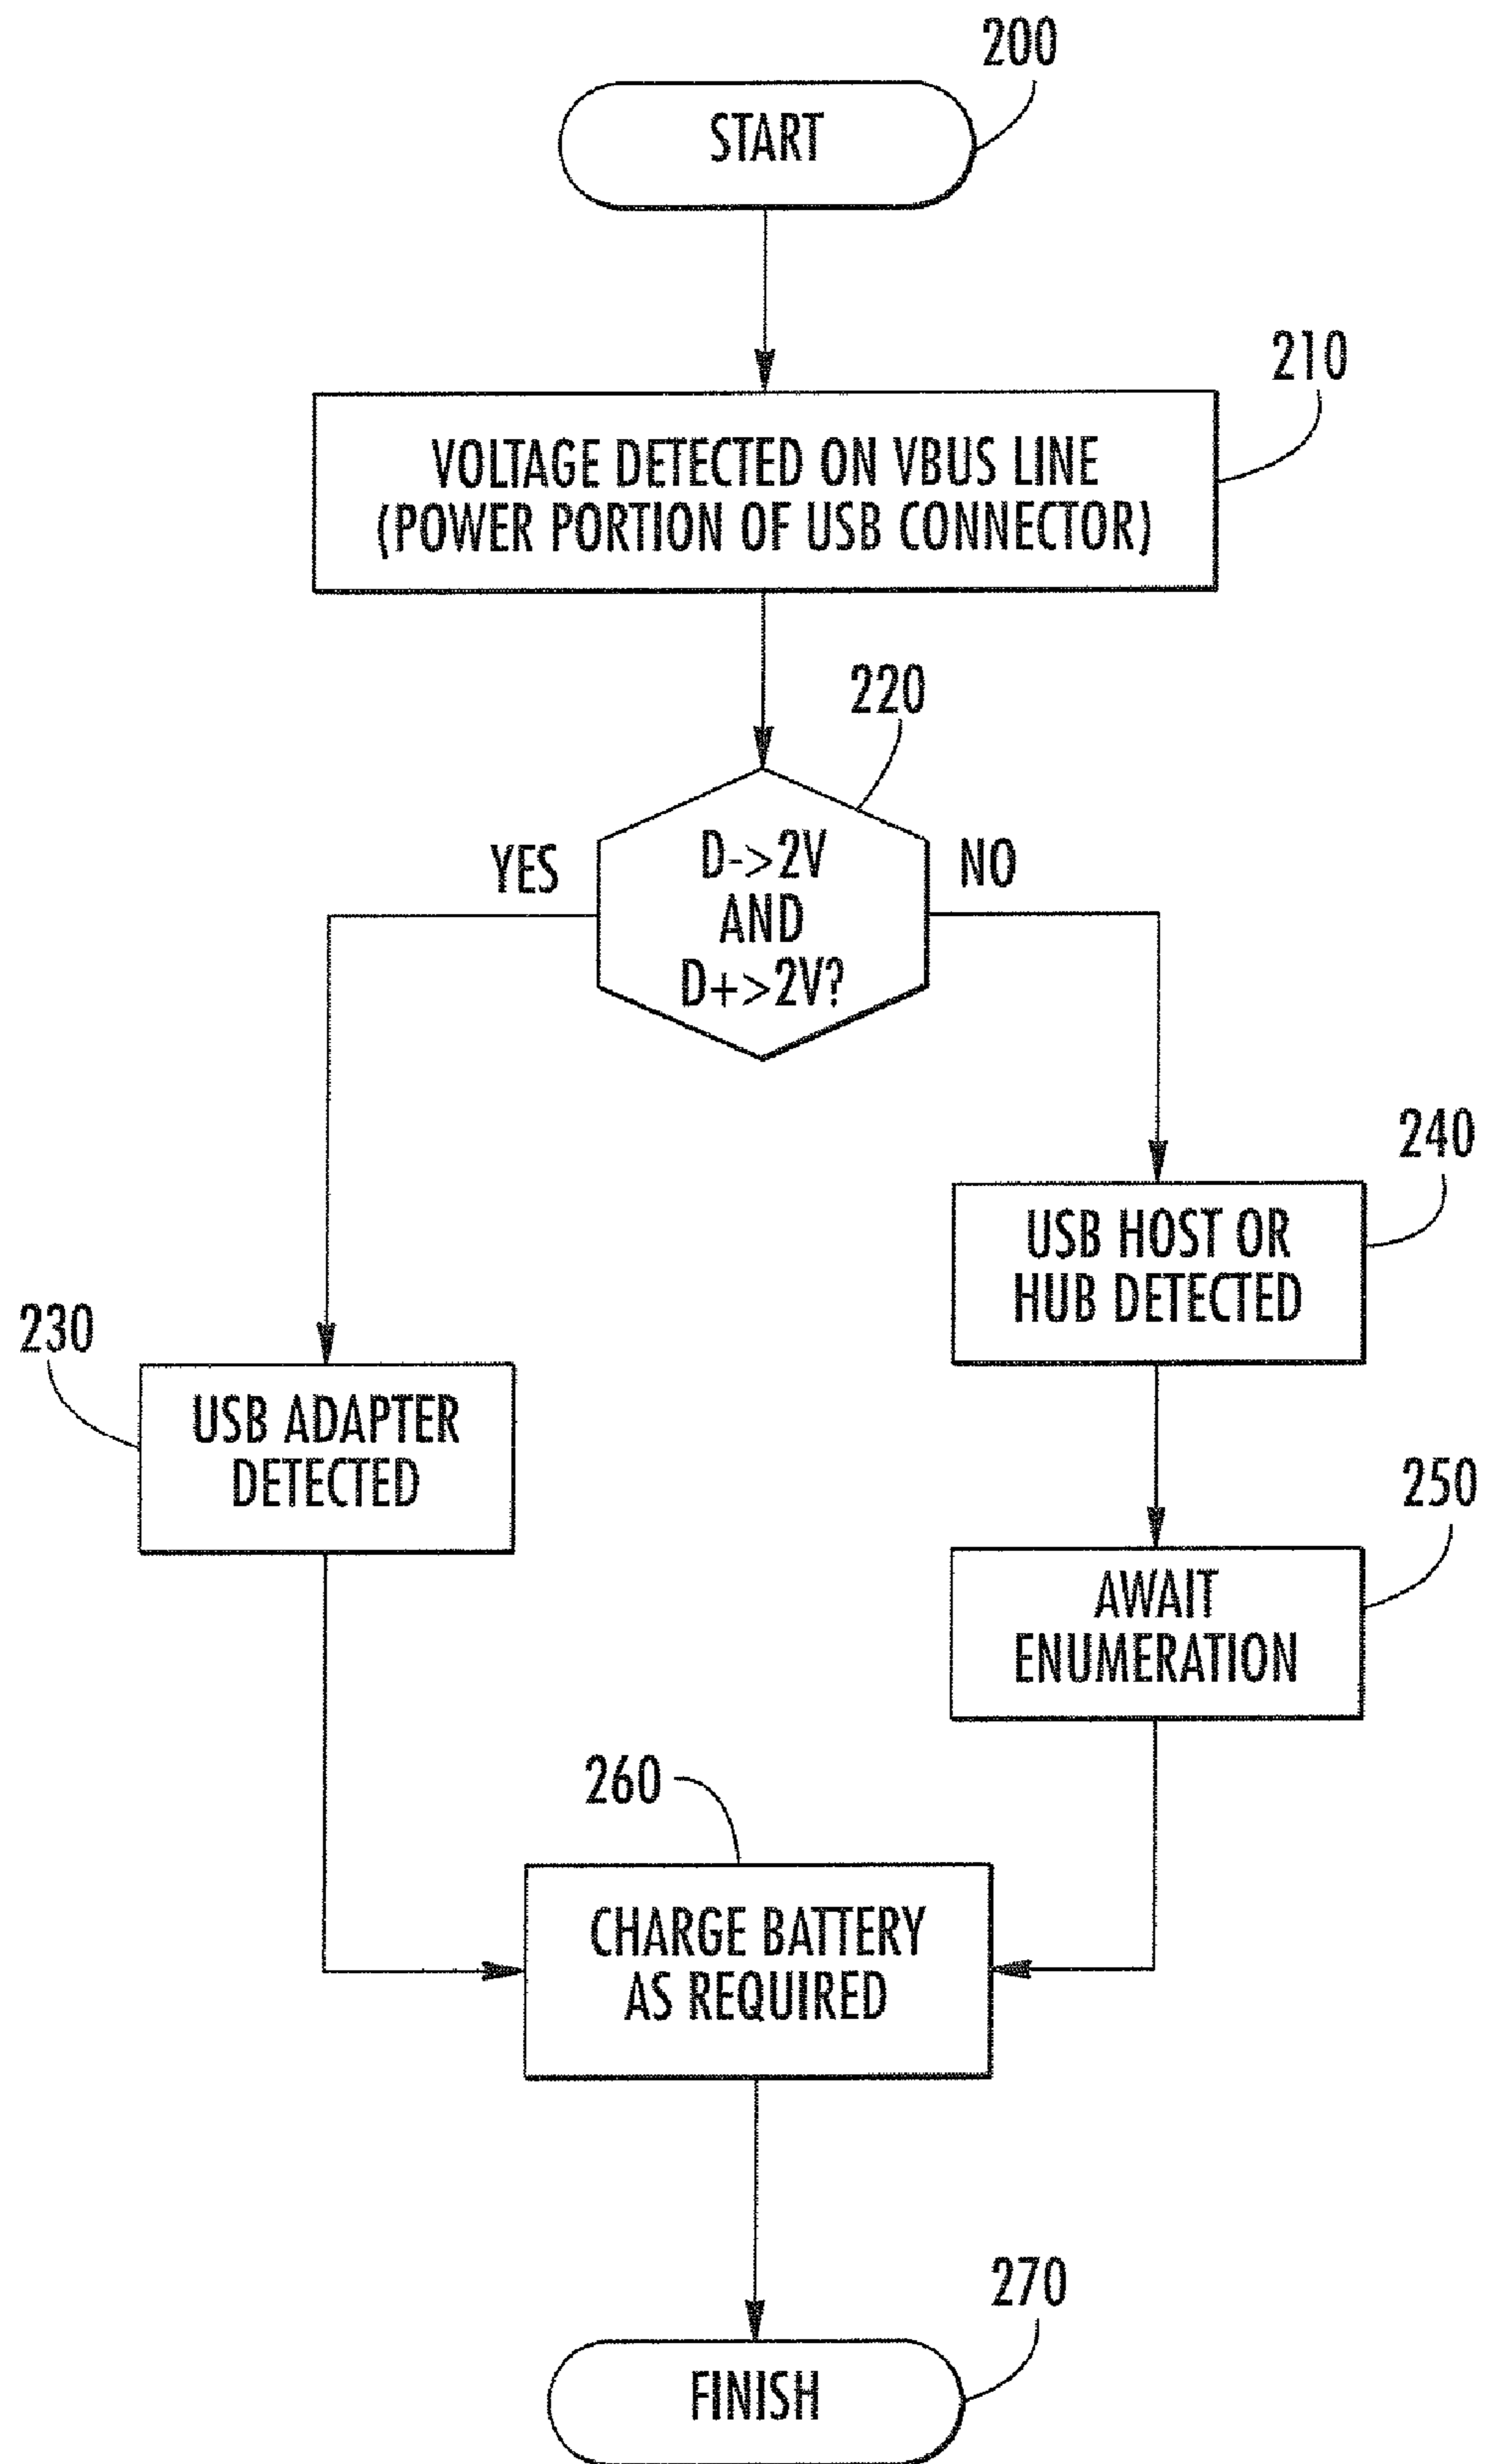 200
START
210
VOLTAGE DETECTED ON VBUS LINE
(POWER PORTION OF USB CONNECTOR)
220
YES
D->2V
AND
D+>2V?
NO
240
USB HOST OR
HUB DETECTED
230
USB ADAPTER
DETECTED
250
AWAIT
ENUMERATION
260
CHARGE BATTERY
AS REQUIRED
270
FINISH